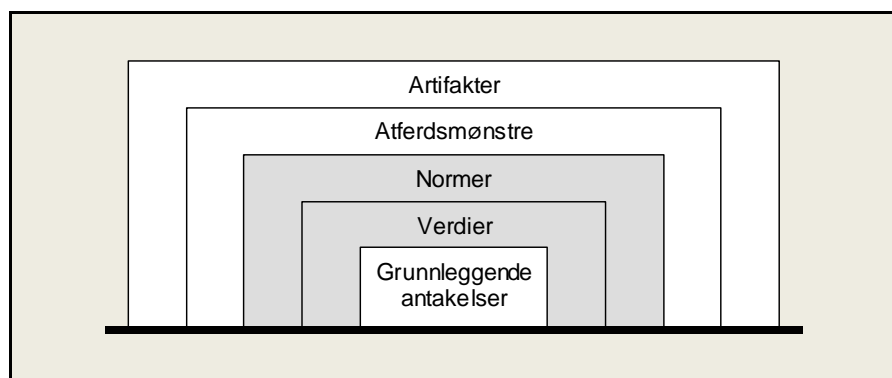 Artifakter
Atferdsmønstre
Normer
Verdier
Grunnleggende
antakelser